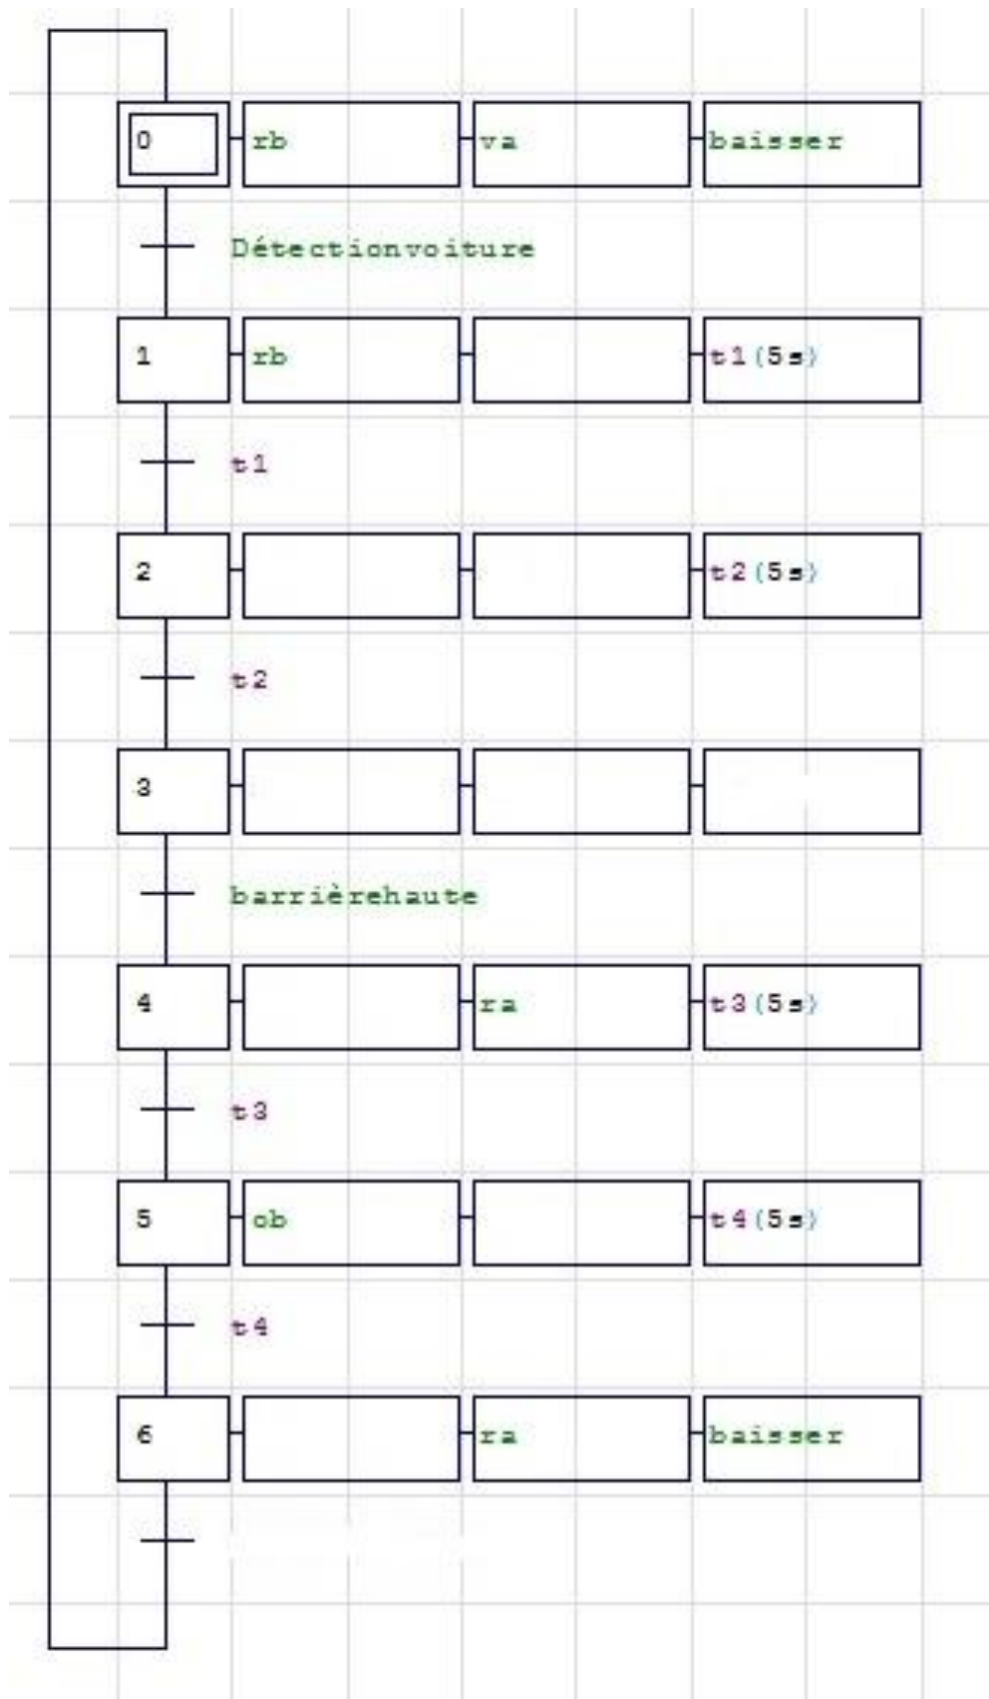 0 rb va baisser
Détectionvoiture
1 rb t1(5s)
t1
2 t2(5s)
t2
3
barrièrehaute
4 ra t3(5s)
t3
5 ob t4(5s)
t4
6 ra baisser